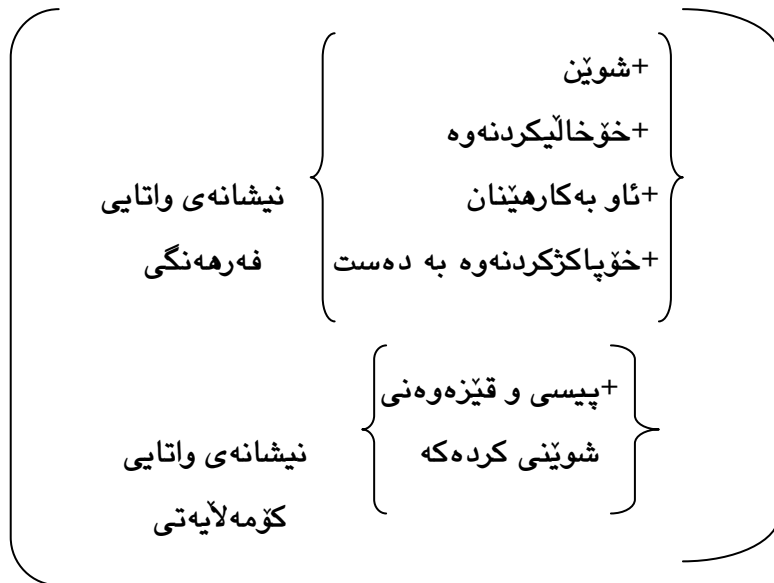 +شوێن
+خۆخاڵیکردنەوە
+ئاو بەکارهێنان
+خۆپاکژکردنەوە بە دەست
نیشانەی واتایی
فەرهەنگی
+پیسی و قێزەوەنی
شوێنی کردەکە
نیشانەی واتایی
کۆمەڵایەتی